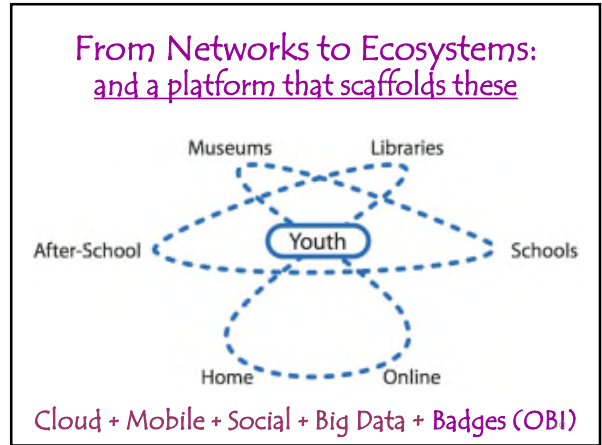 From Networks to Ecosystems:
and a platform that scaffolds these
Museums Libraries
Youth
After-School Schools
Home Online
Cloud + Mobile + Social + Big Data + Badges (OBI)